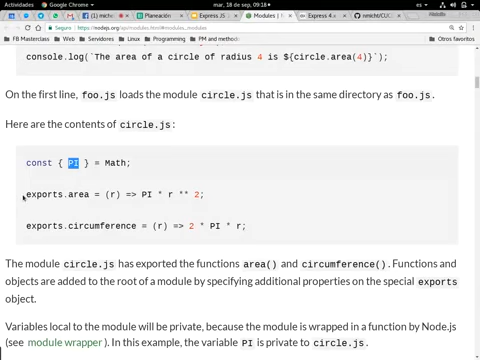 Actividades
Google Chrome
mar, 18 de sep, 09:18
es
(1) micho
Planeación
Express JS
Modules | N
Express 4.x
nmicht/CUC
https://nodejs.org/api/modules.html#modules_modules
FB Masterclass
Web
Servidores
Linux
Programming
PM and methodo
console.log(`The area of a circle of radius 4 is ${circle.area(4)}`);
On the first line, foo.js loads the module circle.js that is in the same directory as foo.js.
Here are the contents of circle.js:
const { PI } = Math;
exports.area = (r) => PI * r ** 2;
exports.circumference = (r) => 2 * PI * r;
The module circle.js has exported the functions area() and circumference(). Functions and
objects are added to the root of a module by specifying additional properties on the special exports
object.
Variables local to the module will be private, because the module is wrapped in a function by Node.js
(see module wrapper). In this example, the variable PI is private to circle.js.